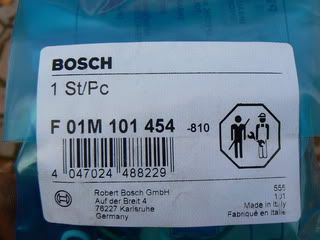 BOSCH
1 St/Pc
F 01M 101 454 -810
4 047024 488229
Robert Bosch GmbH
Auf der Breit 4
76227 Karlsruhe
Germany
555
101
Made in Italy
Fabriqué en Italie